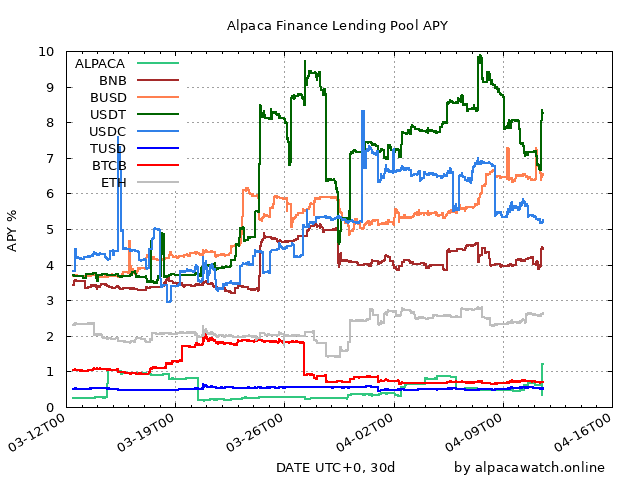 Alpaca Finance Lending Pool APY
10
9
8
7
6
5
4
3
2
1
0
APY %
ALPACA
BNB
BUSD
USDT
USDC
TUSD
BTCB
ETH
03-12T00
03-19T00
03-26T00
04-02T00
04-09T00
04-16T00
DATE UTC+0, 30d
by alpacawatch.online